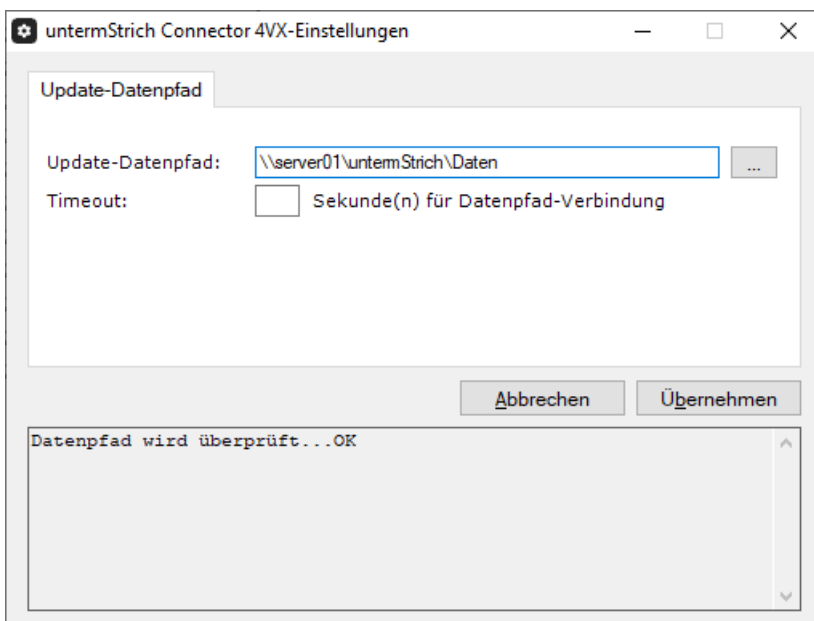 untermStrich Connector 4VX-Einstellungen
Update-Datenpfad
Update-Datenpfad: \\server01\untermStrich\Daten ...
Timeout: Sekunde(n) für Datenpfad-Verbindung
Abbrechen Übernehmen
Datenpfad wird überprüft...OK